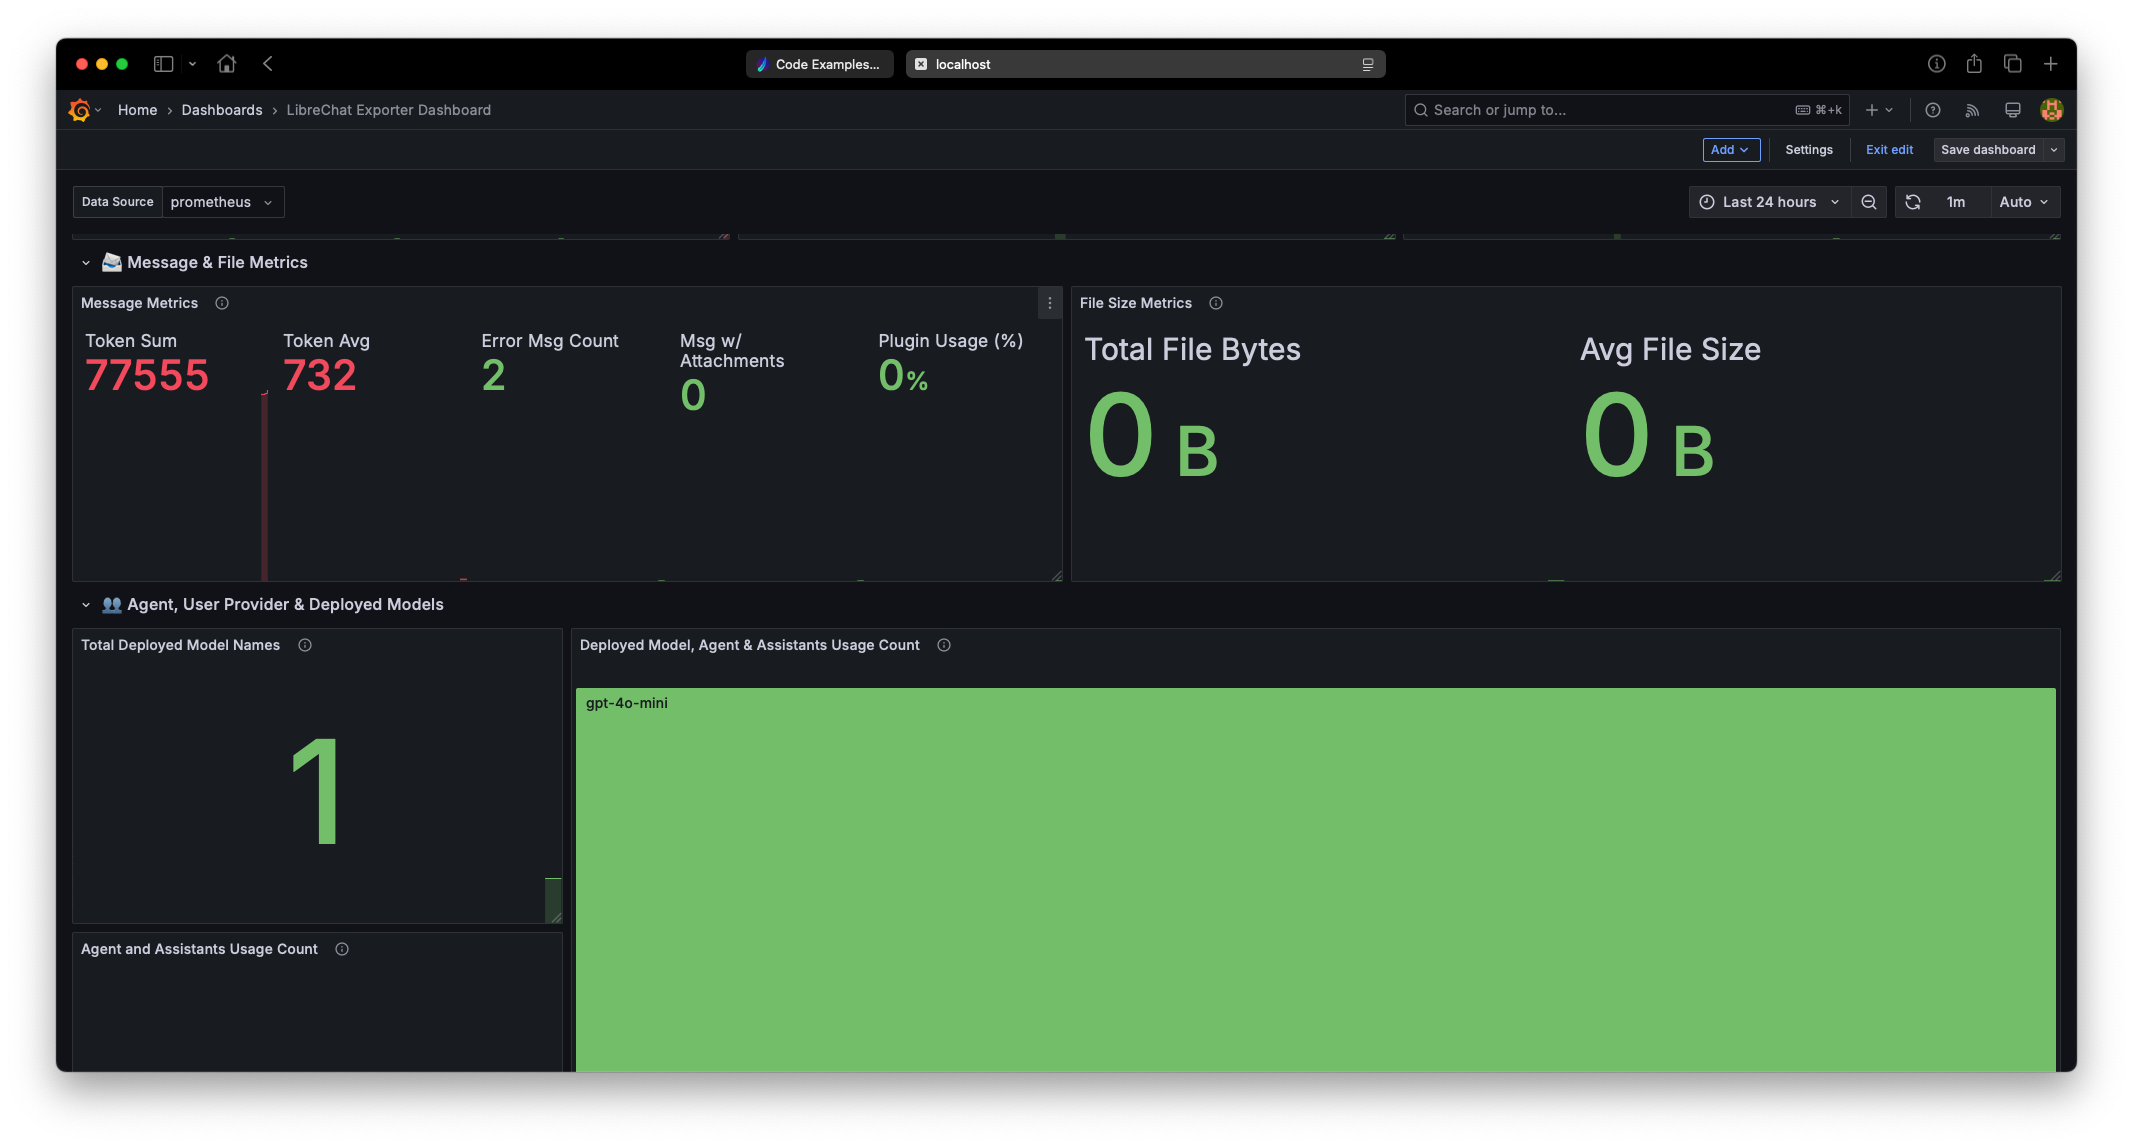 Code Examples...
localhost
Home › Dashboards › LibreChat Exporter Dashboard
Search or jump to...
⌘+k
Add
Settings
Exit edit
Save dashboard
Data Source
prometheus
Last 24 hours
1m
Auto
Message & File Metrics
Message Metrics
Token Sum
77555
Token Avg
732
Error Msg Count
2
Msg w/
Attachments
0
Plugin Usage (%)
0%
File Size Metrics
Total File Bytes
0 B
Avg File Size
0 B
Agent, User Provider & Deployed Models
Total Deployed Model Names
1
Deployed Model, Agent & Assistants Usage Count
gpt-4o-mini
Agent and Assistants Usage Count